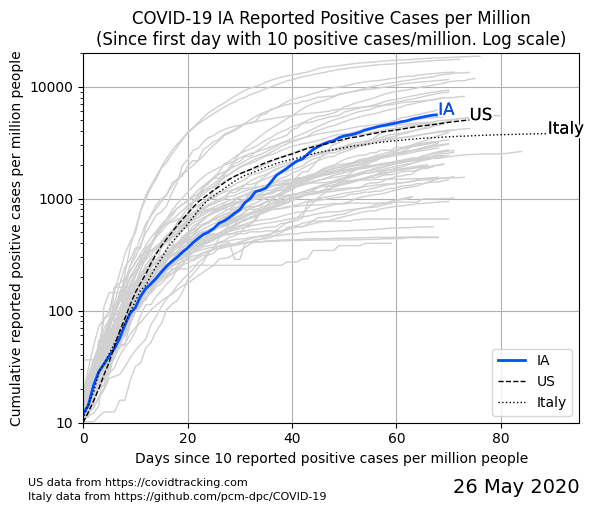 COVID-19 IA Reported Positive Cases per Million
(Since first day with 10 positive cases/million. Log scale)
Cumulative reported positive cases per million people
10000
1000
100
10
IA
US
Italy
IA
US
Italy
0
20
40
60
80
Days since 10 reported positive cases per million people
US data from https://covidtracking.com
Italy data from https://github.com/pcm-dpc/COVID-19
26 May 2020